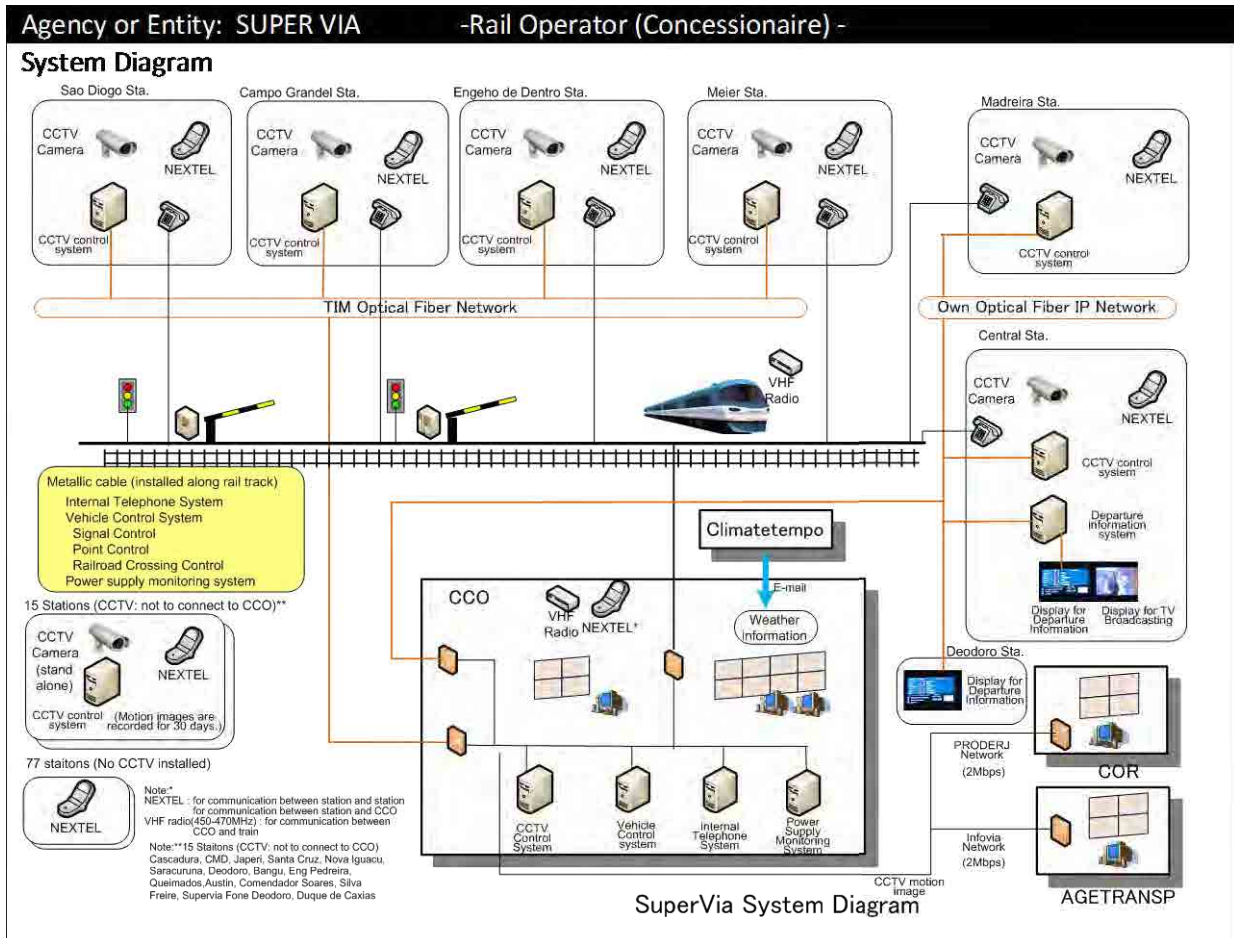 Agency or Entity: SUPER VIA -Rail Operator (Concessionaire) -
System Diagram
Sao Diogo Sta.
CCTV
Camera
NEXTEL
CCTV control
system
Campo Grandel Sta.
CCTV
Camera
NEXTEL
CCTV control
system
Engeho de Dentro Sta.
CCTV
Camera
NEXTEL
CCTV control
system
Meier Sta.
CCTV
Camera
NEXTEL
CCTV control
system
Madreira Sta.
CCTV
Camera
NEXTEL
CCTV control
system
TIM Optical Fiber Network
Own Optical Fiber IP Network
VHF
Radio
Central Sta.
CCTV
Camera
NEXTEL
CCTV control
system
Departure
information
system
Display for
Departure
Information
Display for TV
Broadcasting
Metallic cable (installed along rail track)
Internal Telephone System
Vehicle Control System
Signal Control
Point Control
Railroad Crossing Control
Power supply monitoring system
Climatetempo
E-mail
Weather
information
CCO
VHF
Radio
NEXTEL*
CCTV
Control
System
Vehicle
Control
system
Internal
Telephone
System
Power
Supply
Monitoring
System
15 Stations (CCTV: not to connect to CCO)**
CCTV
Camera
(stand
alone)
NEXTEL
CCTV control
system
(Motion images are
recorded for 30 days.)
77 staitons (No CCTV installed)
NEXTEL
Note:*
NEXTEL : for communication between station and station
for communication between station and CCO
VHF radio(450-470MHz) : for communication between
CCO and train
Note:**15 Staitons (CCTV: not to connect to CCO)
Cascadura, CMD, Japeri, Santa Cruz, Nova Iguacu,
Saracuruna, Deodoro, Bangu, Eng Pedreira,
Queimados,Austin, Comendador Soares, Silva
Freire, Supervia Fone Deodoro, Duque de Caxias
Deodoro Sta.
Display for
Departure
Information
PRODERJ
Network
(2Mbps)
COR
Infovia
Network
(2Mbps)
AGETRANSP
CCTV motion
image
SuperVia System Diagram